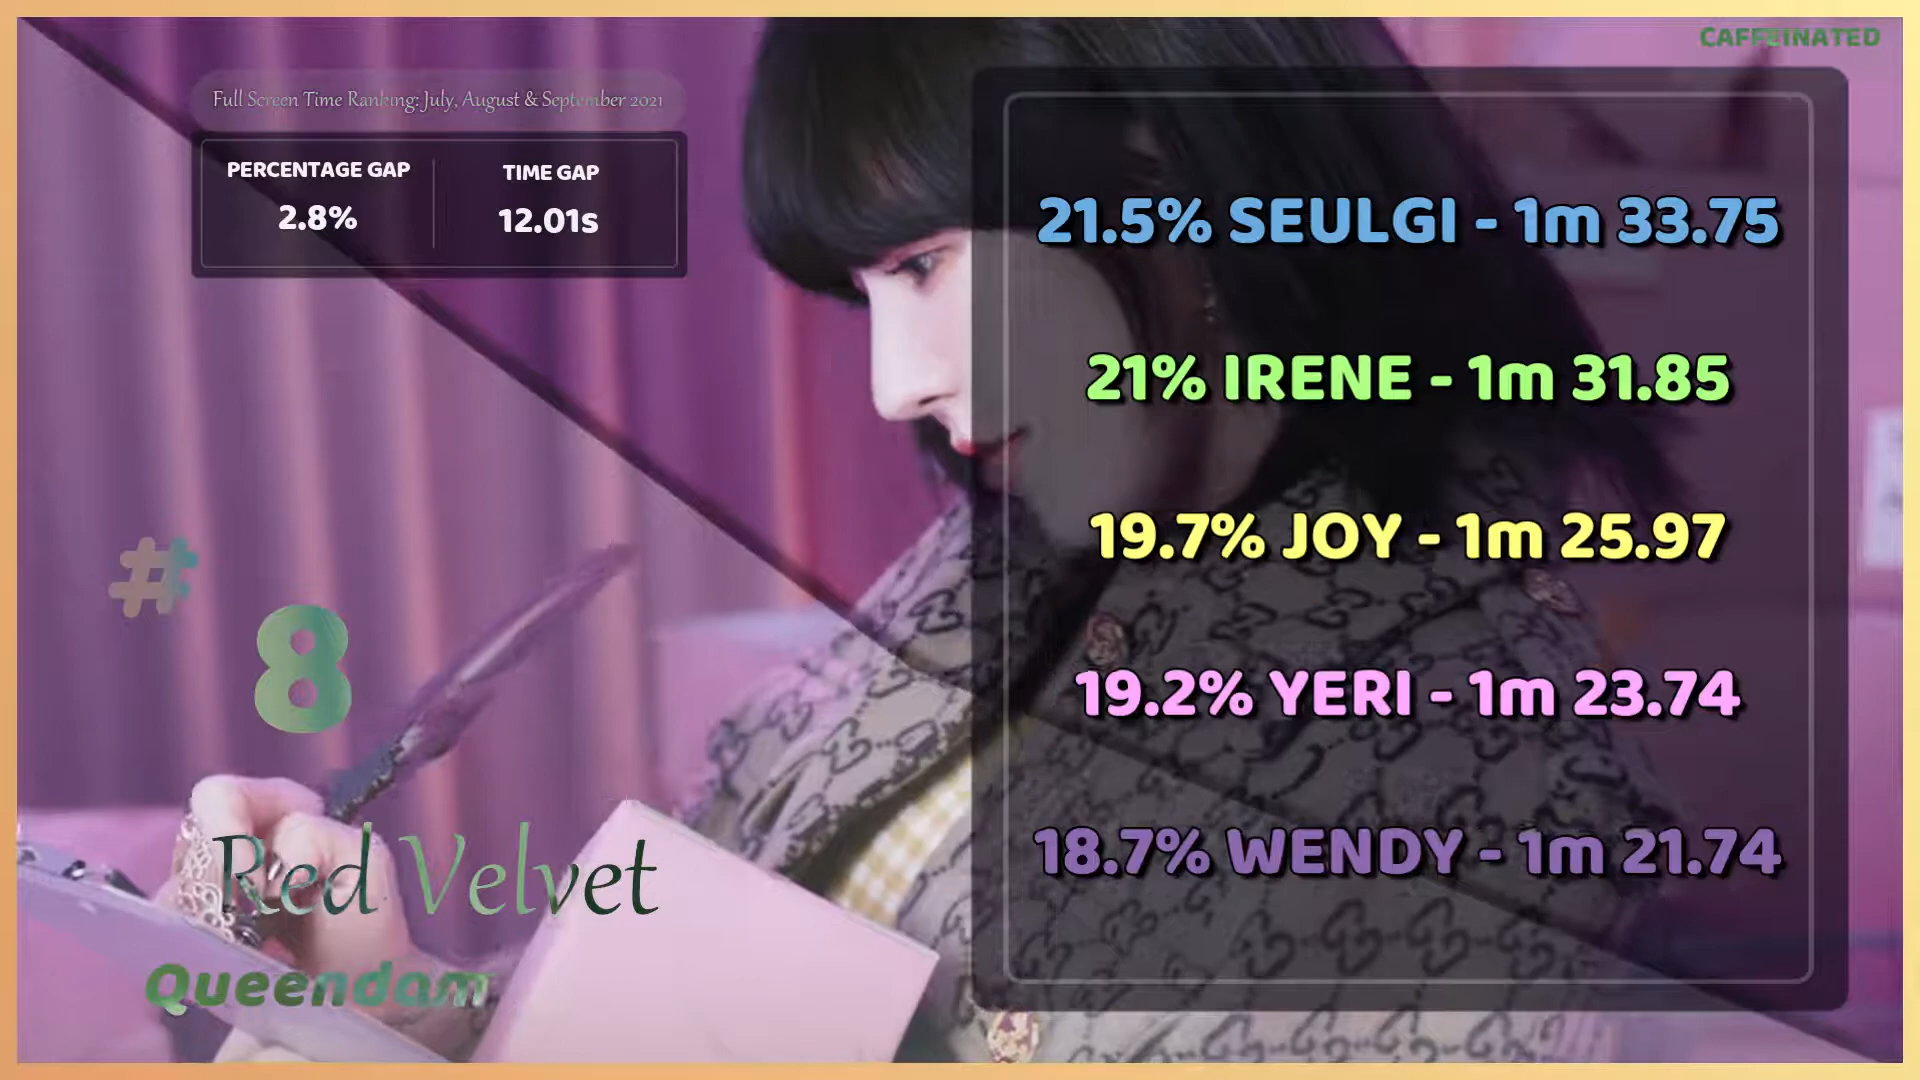 CAFFEINATED
Full Screen Time Ranking: July, August & September 2021
PERCENTAGE GAP
2.8%
TIME GAP
12.01s
21.5% SEULGI - 1m 33.75
21% IRENE - 1m 31.85
19.7% JOY - 1m 25.97
19.2% YERI - 1m 23.74
18.7% WENDY - 1m 21.74
#
8
Red Velvet
Queendom